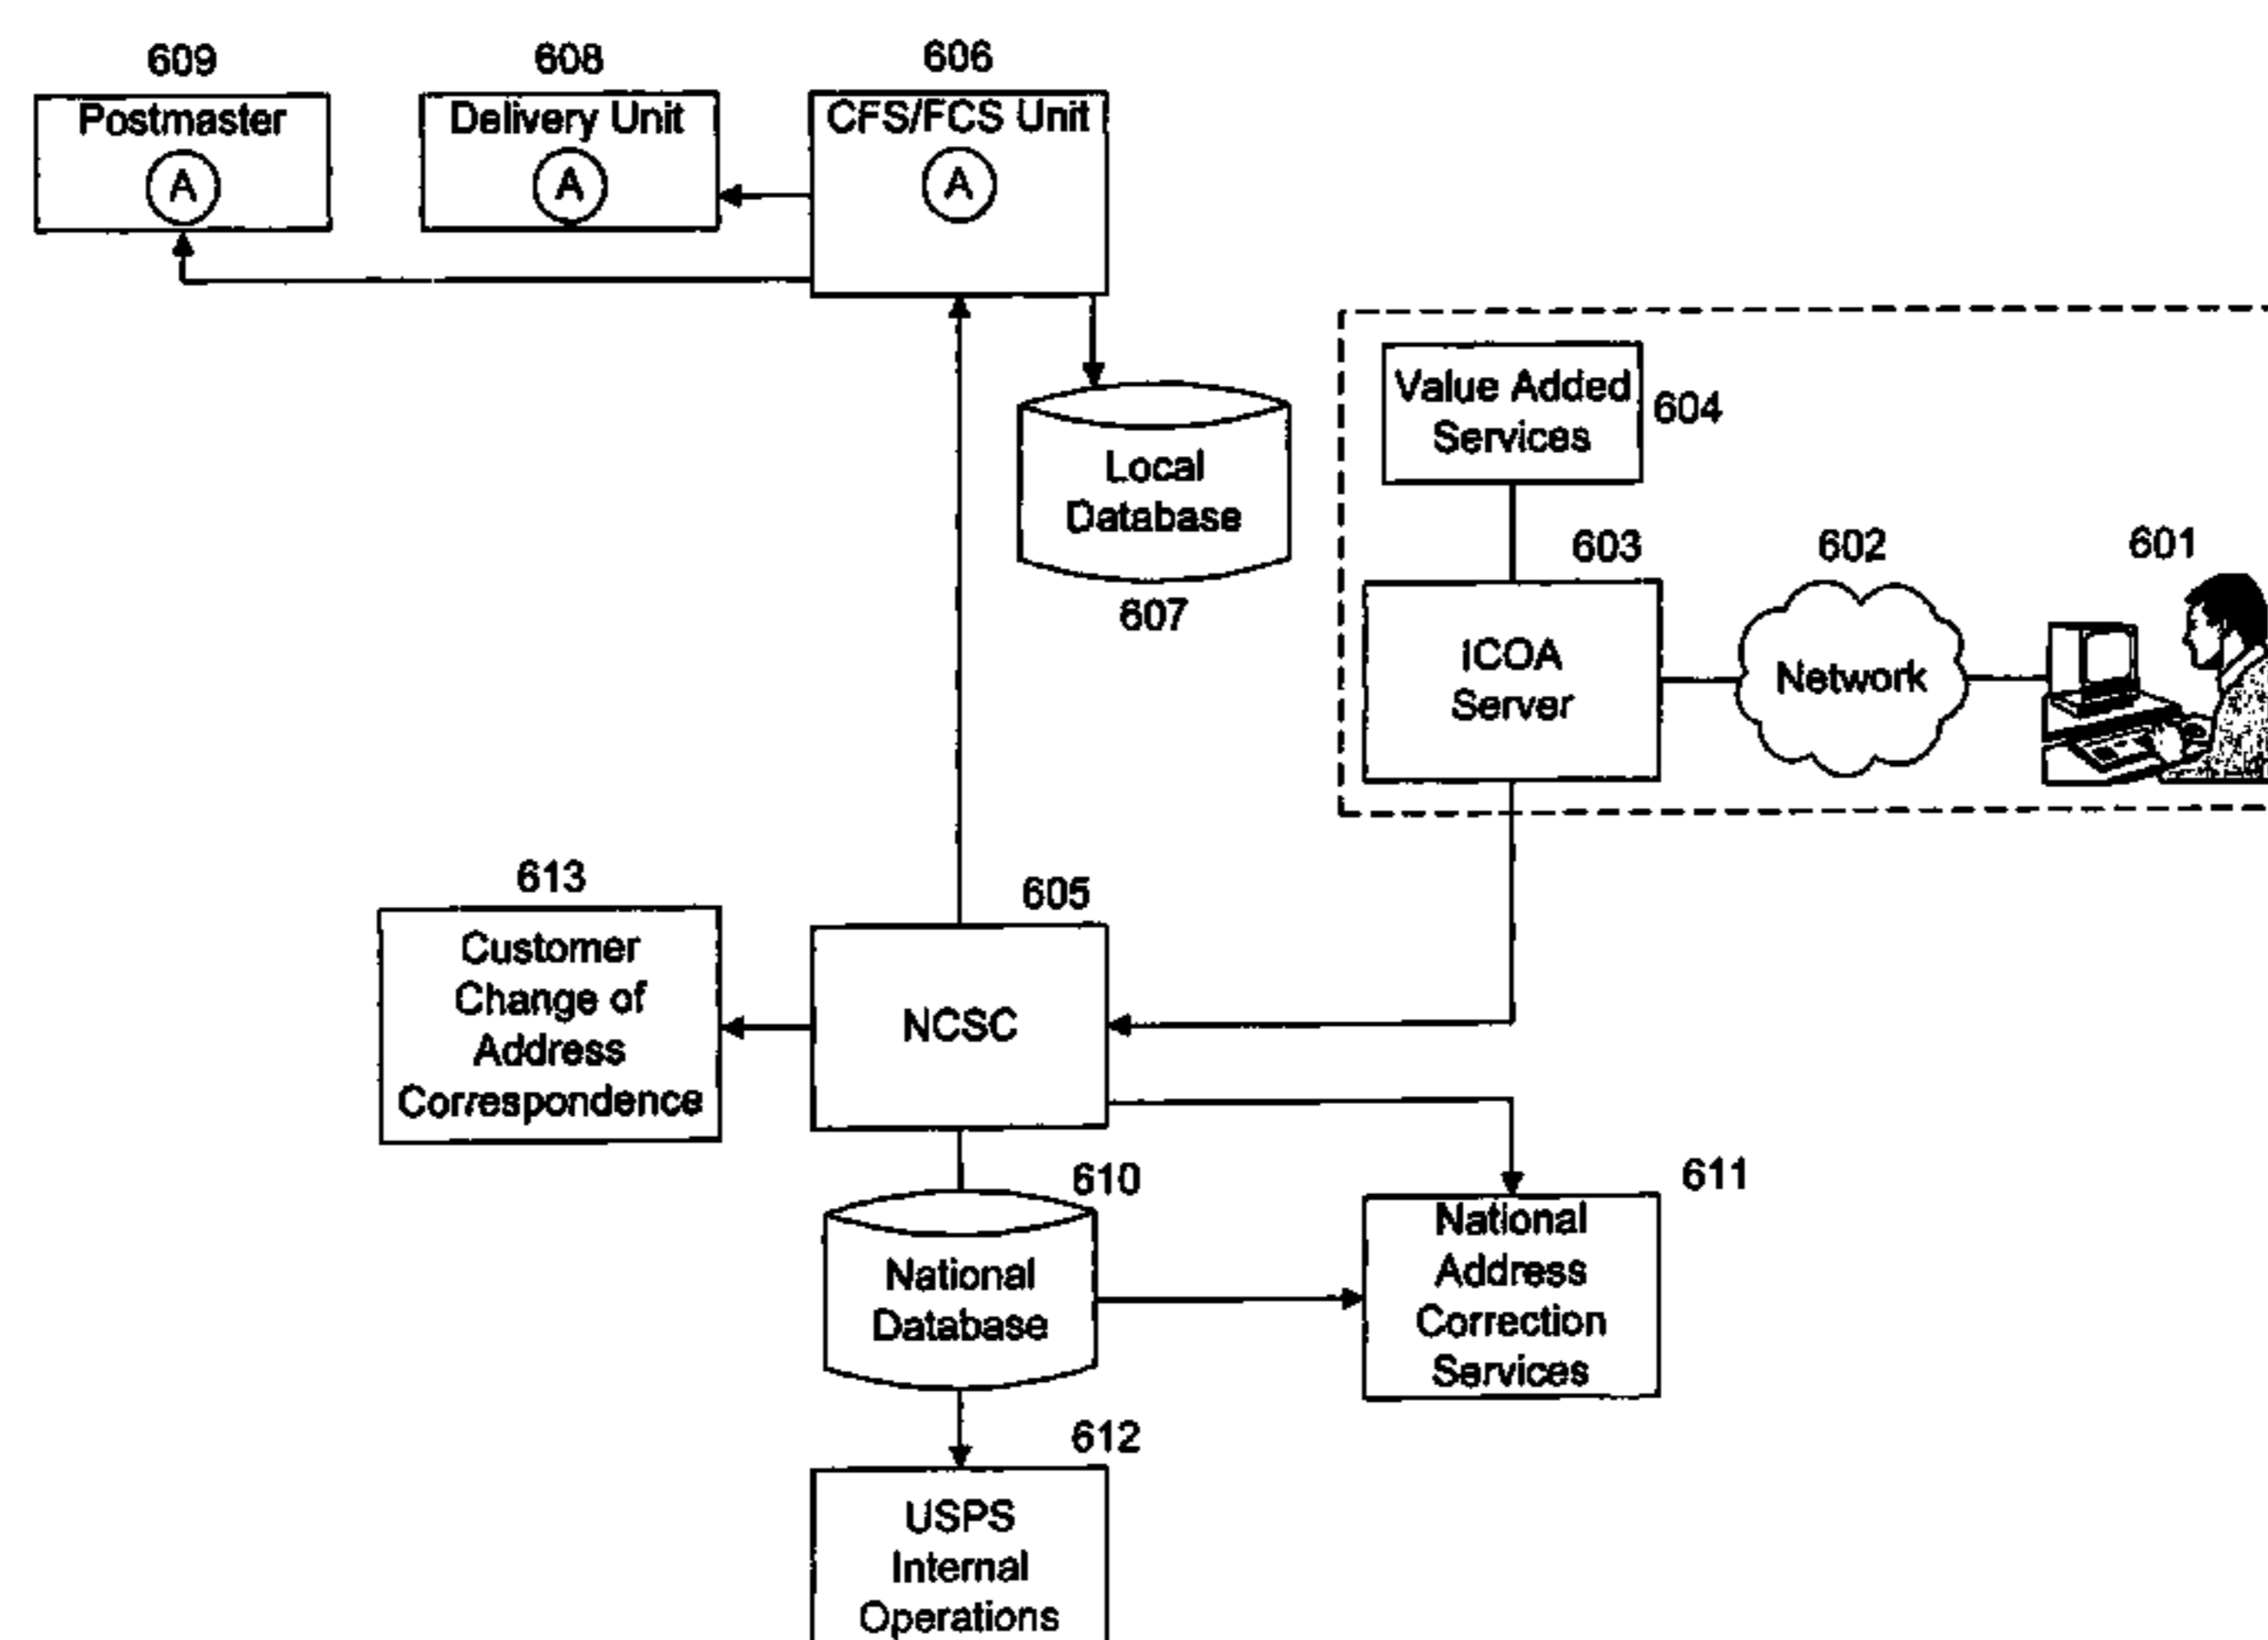 609
Postmaster
A
608
Delivery Unit
A
606
CFS/FCS Unit
A
Local
Database
607
Value Added
Services
604
603
ICOA
Server
602
Network
601
613
Customer
Change of
Address
Correspondence
605
NCSC
610
National
Database
611
National
Address
Correction
Services
612
USPS
Internal
Operations